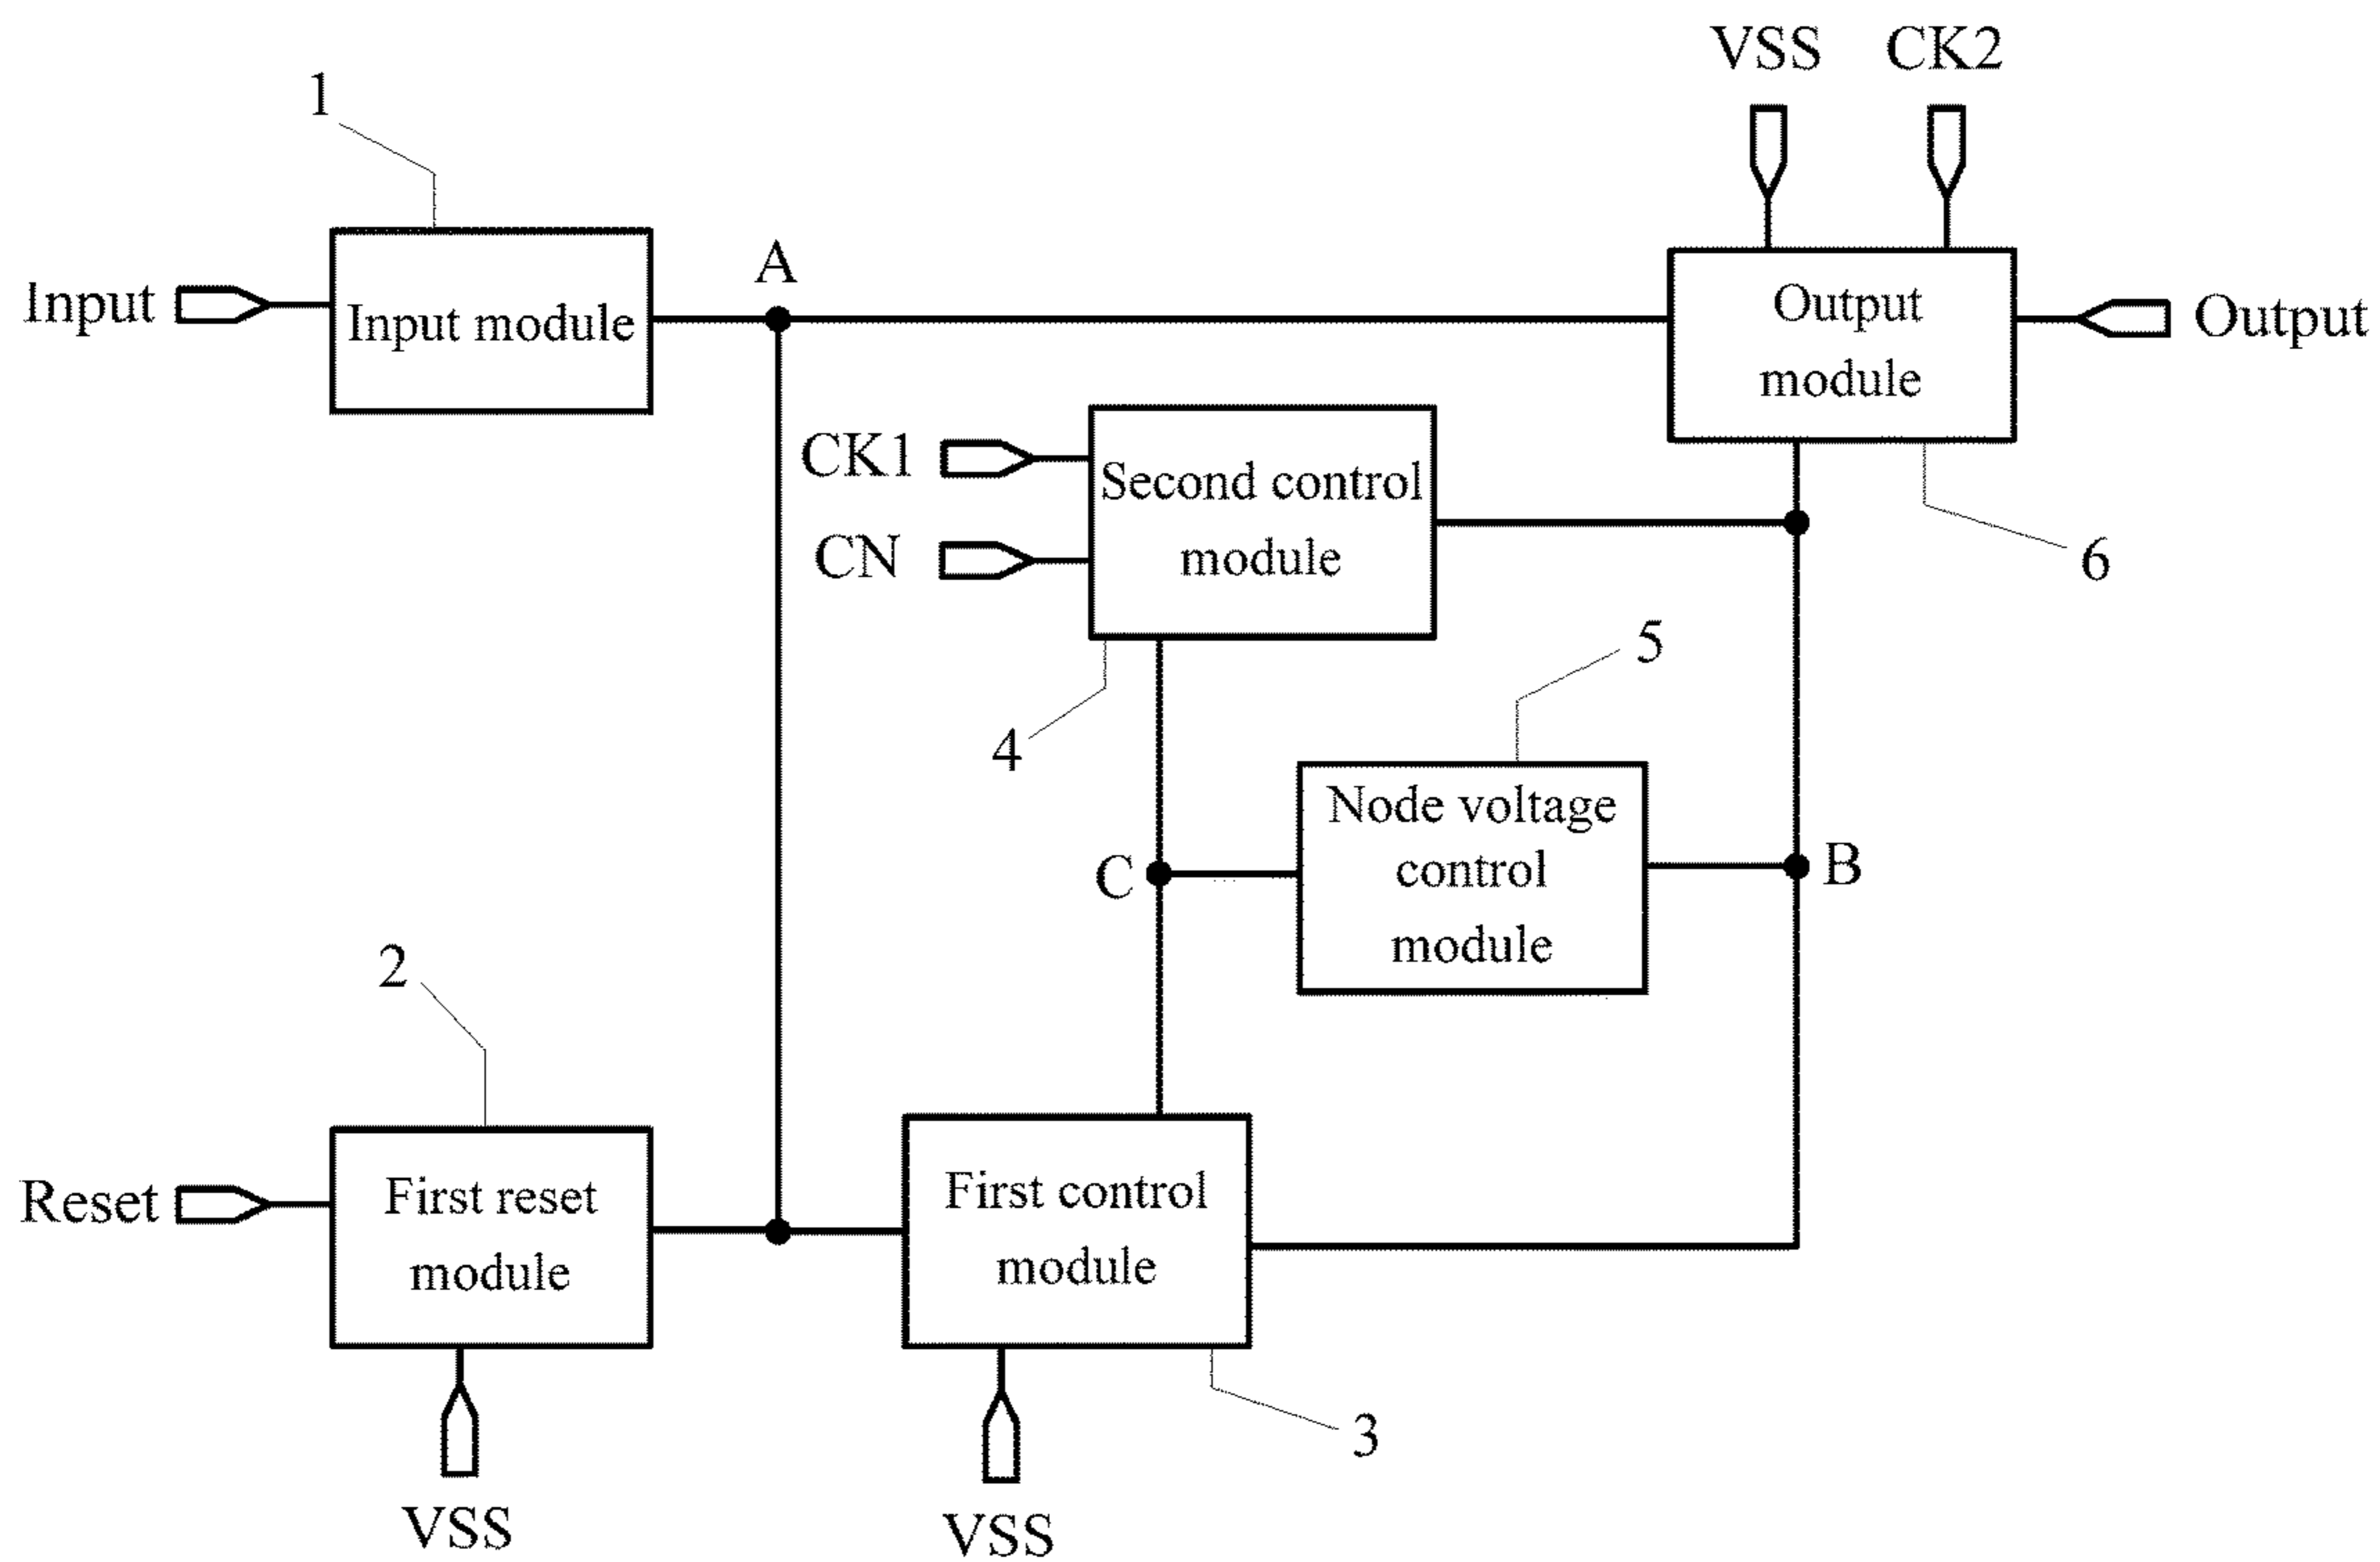 VSS
CK2
1
Input
Input module
A
Output
module
Output
CK1
CN
Second control
module
6
5
4
Node voltage
control
module
C
B
2
Reset
First reset
module
First control
module
3
VSS
VSS